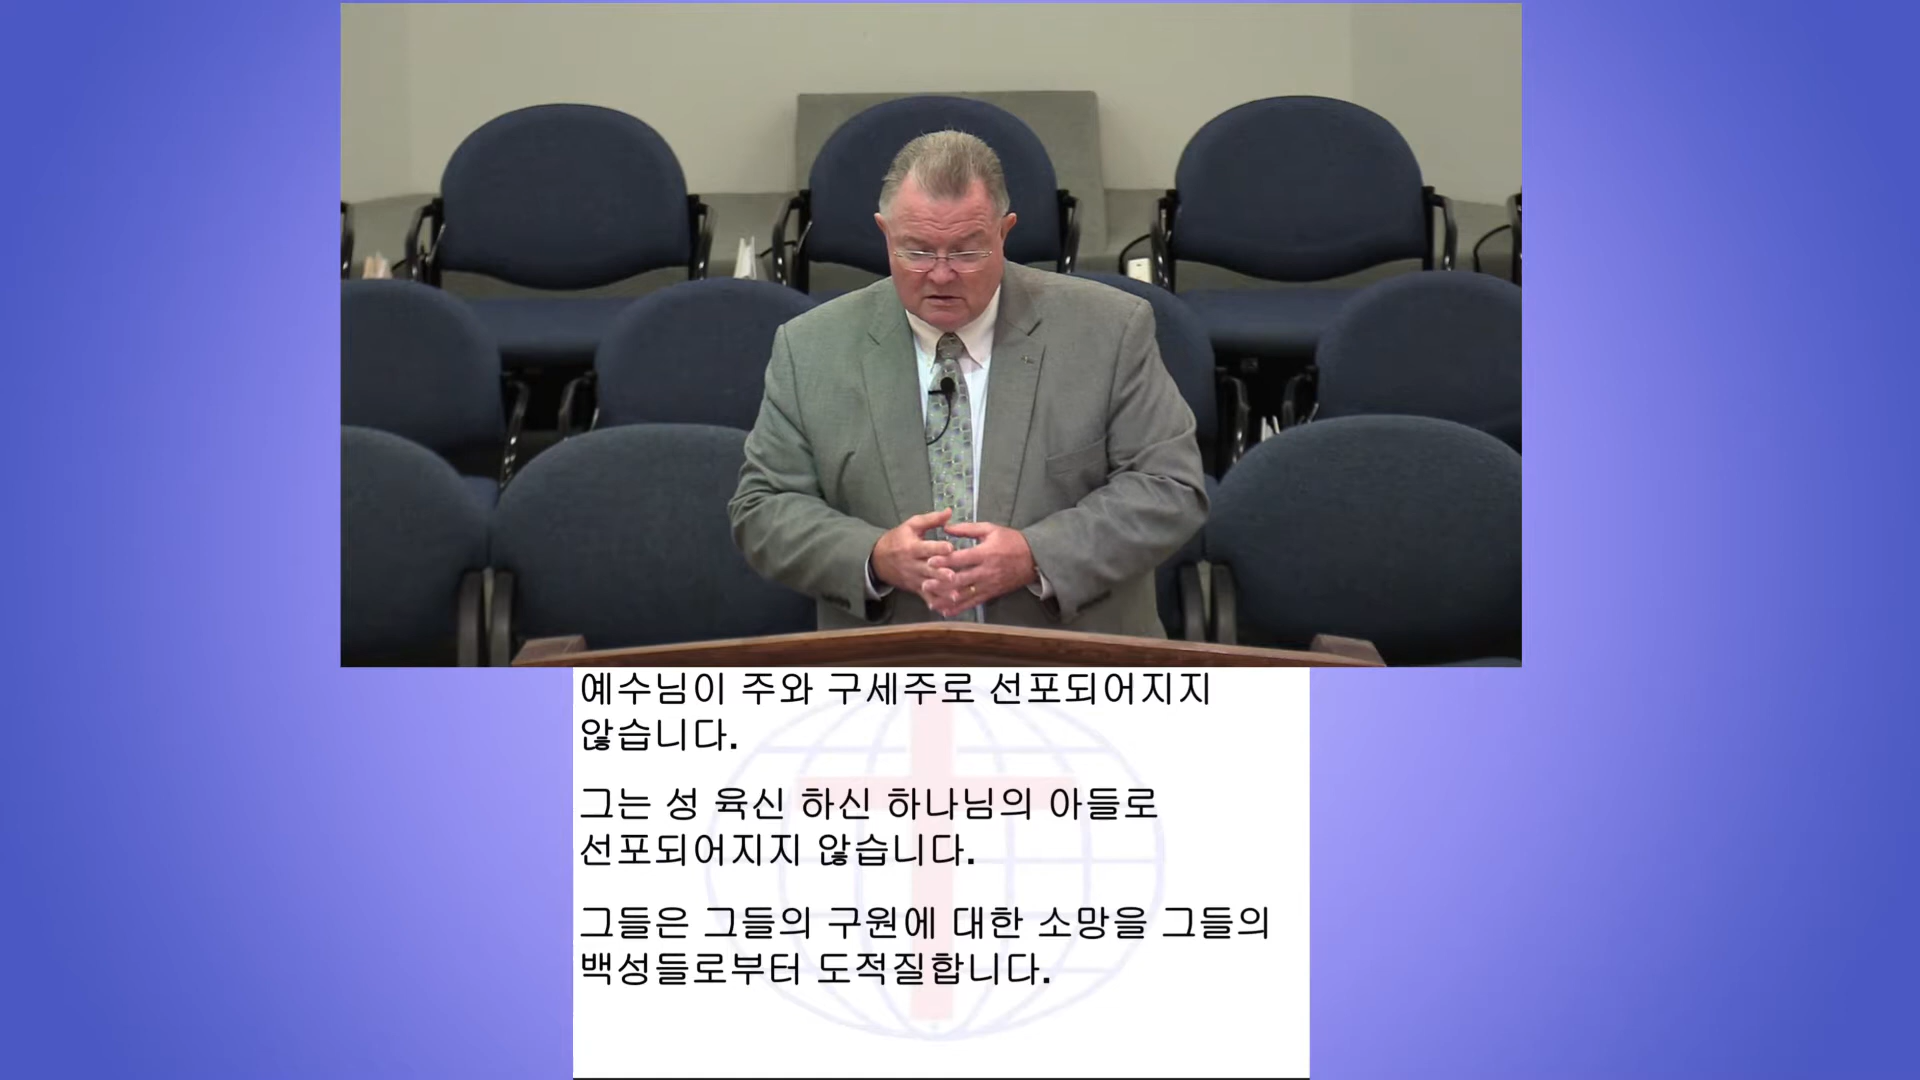 예수님이 주와 구세주로 선포되어지지
않습니다.
그는 성 육신 하신 하나님의 아들로
선포되어지지 않습니다.
그들은 그들의 구원에 대한 소망을 그들의
백성들로부터 도적질합니다.